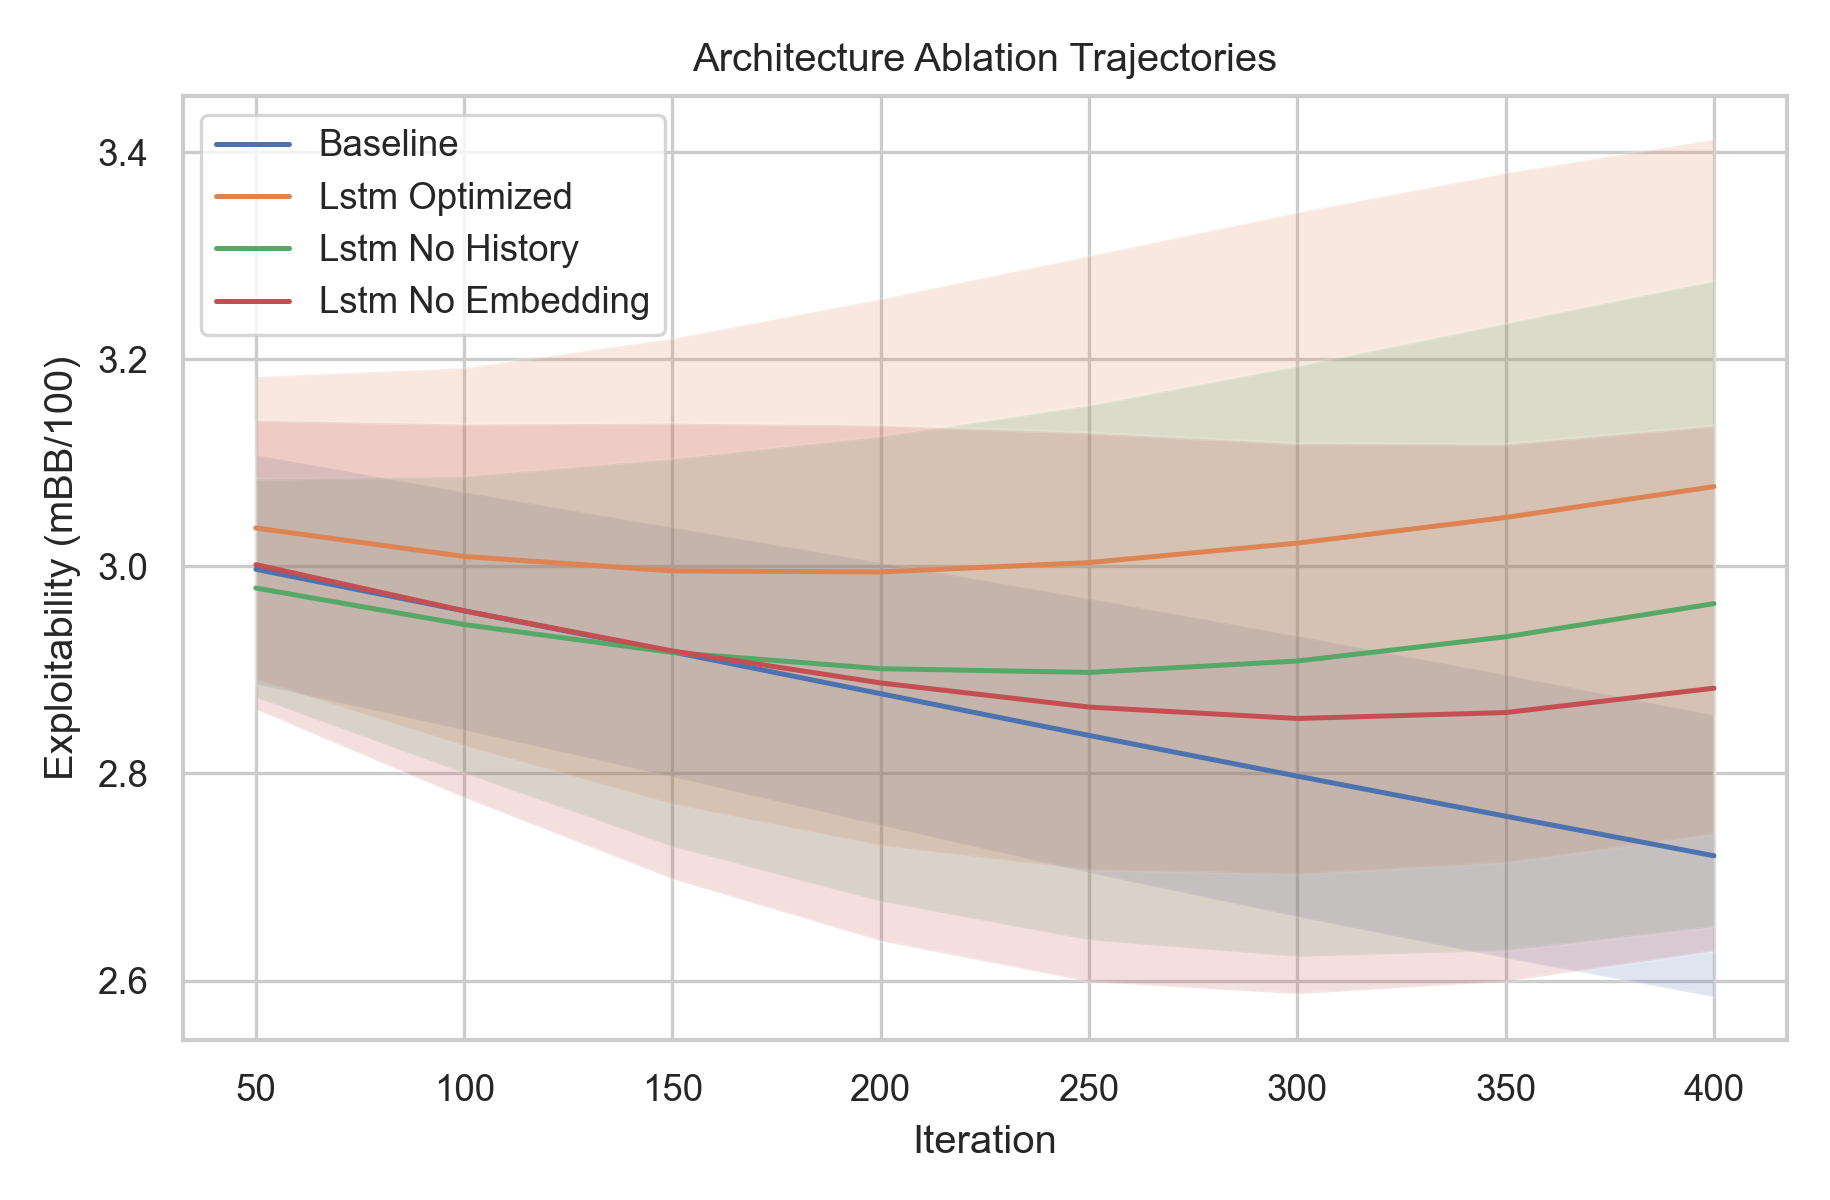 Architecture Ablation Trajectories
Baseline
Lstm Optimized
Lstm No History
Lstm No Embedding
Exploitability (mBB/100)
3.4
3.2
3.0
2.8
2.6
50 100 150 200 250 300 350 400
Iteration